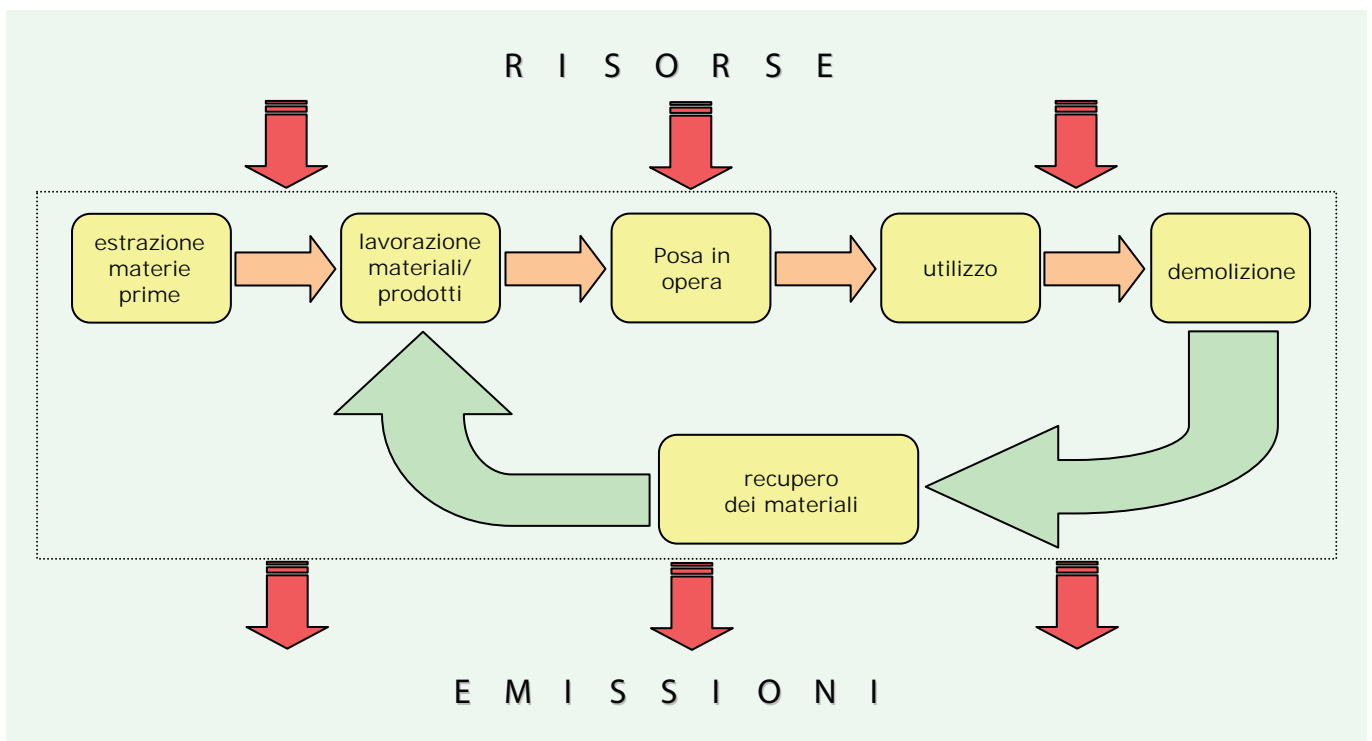 R I S O R S E
estrazione
materie
prime
lavorazione
materiali/
prodotti
Posa in
opera
utilizzo
demolizione
recupero
dei materiali
E M I S S I O N I